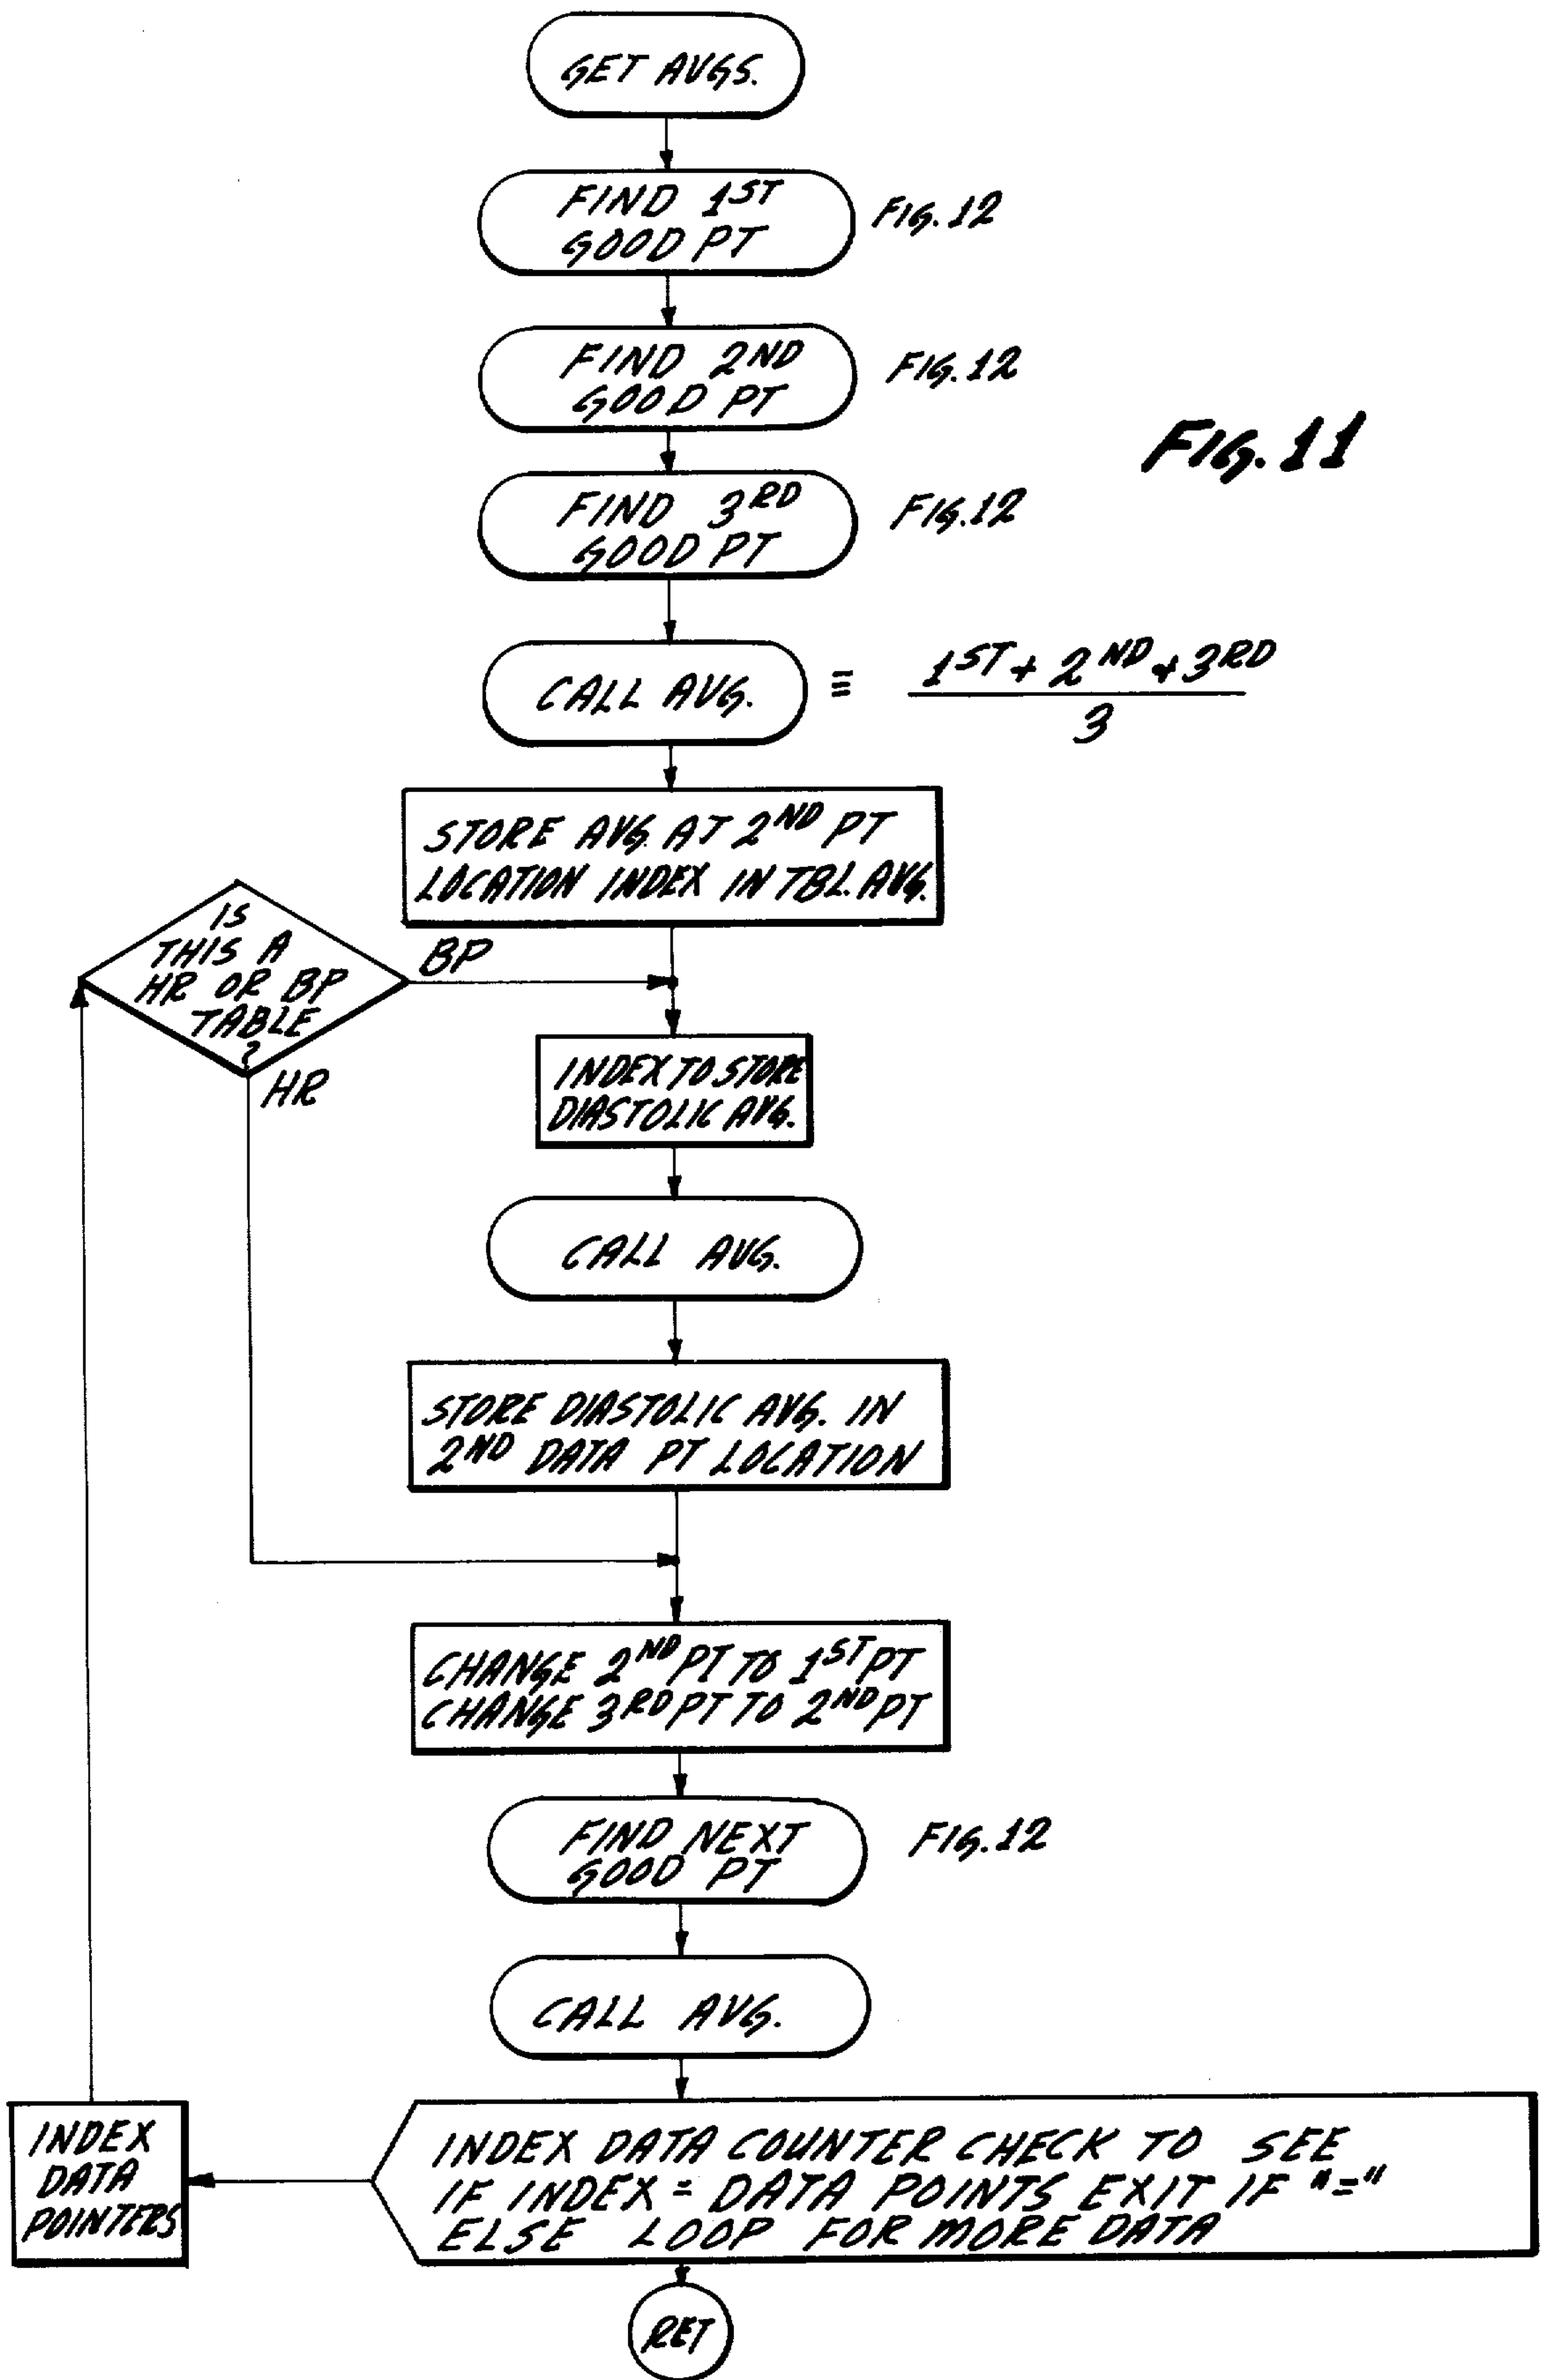 GET AVGS.
FIND 1ST
GOOD PT
FIG. 12
FIND 2ND
GOOD PT
FIG. 12
FIG. 11
FIND 3RD
GOOD PT
FIG. 12
CALL AVG.
≡ 1ST + 2ND + 3RD
3
STORE AVG. AT 2ND PT
LOCATION INDEX IN TBL. AVG.
IS
THIS A
HR OR BP
TABLE
?
BP
HR
INDEX TO STORE
DIASTOLIC AVG.
CALL AVG.
STORE DIASTOLIC AVG. IN
2ND DATA PT LOCATION
CHANGE 2ND PT TO 1ST PT
CHANGE 3RD PT TO 2ND PT
FIND NEXT
GOOD PT
FIG. 12
CALL AVG.
INDEX DATA COUNTER CHECK TO SEE
IF INDEX = DATA POINTS EXIT IF "="
ELSE LOOP FOR MORE DATA
INDEX
DATA
POINTERS
RET